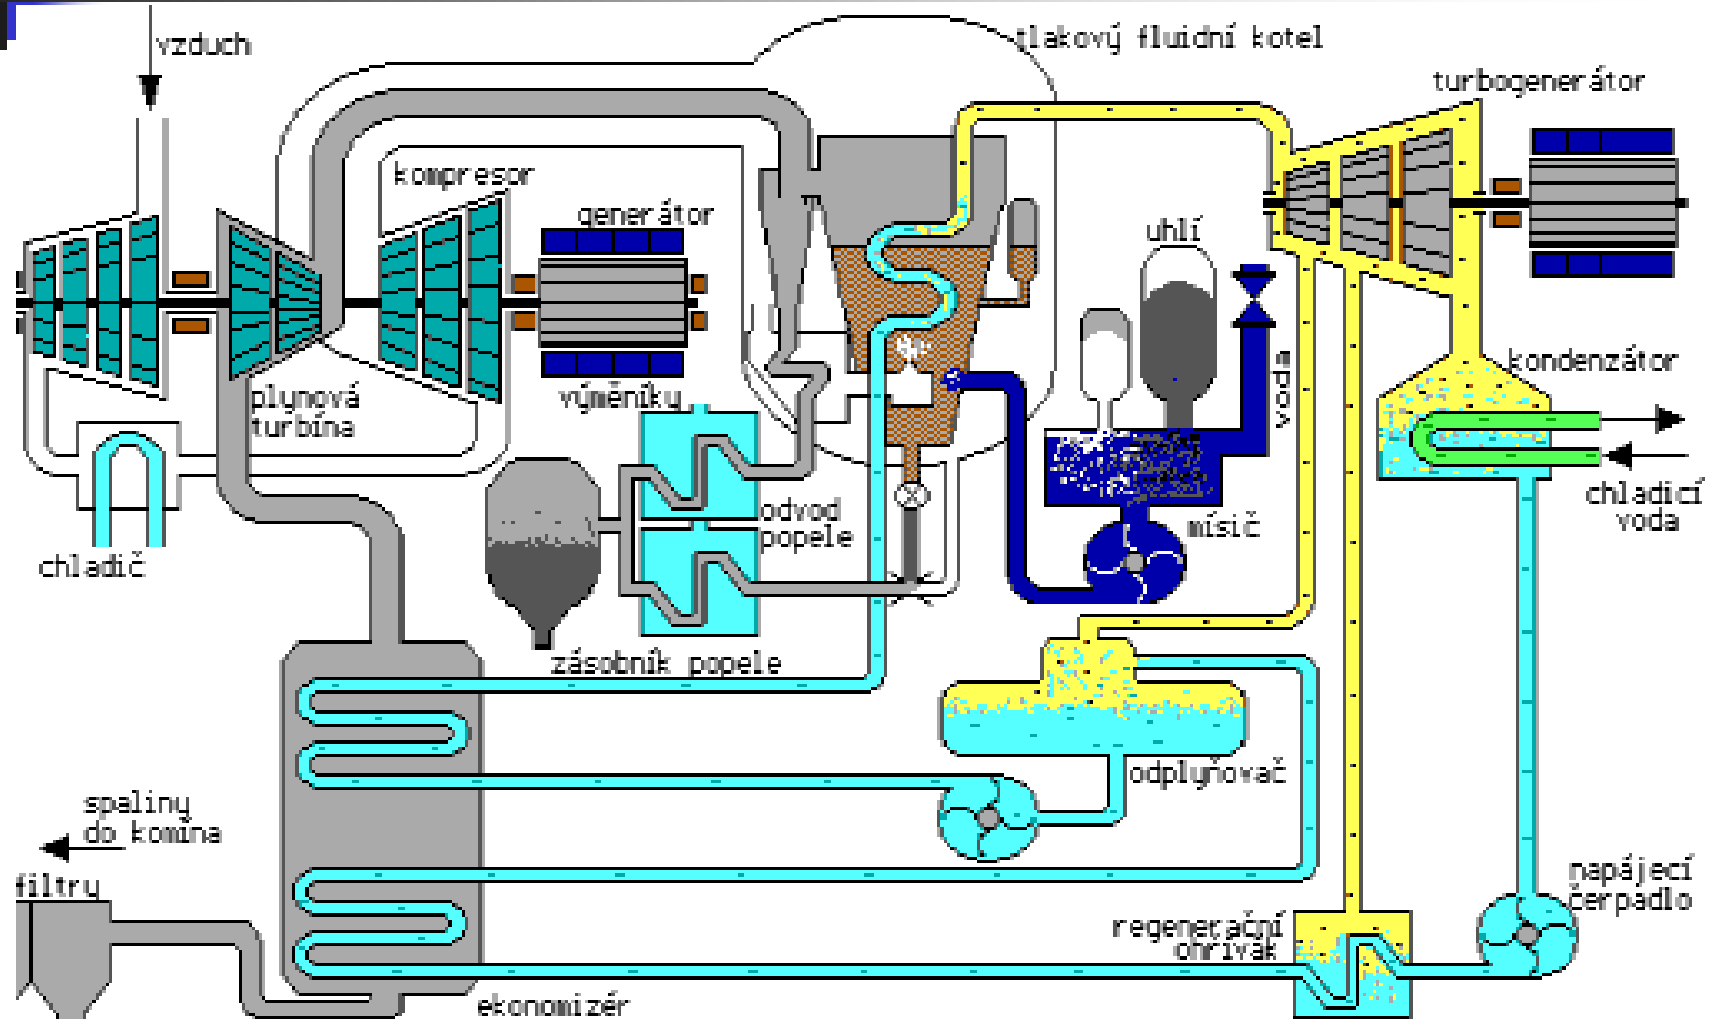 vzduch
tlakový fluidní kotel
turbogenerátor
kompresor
generátor
uhlí
voda
kondenzátor
plynová
turbína
výměníky
chladicí
voda
odvod
popele
mísič
chladič
zásobník popele
odplyňovač
spaliny
do komína
filtry
napájecí
čerpadlo
regenerační
ohřívák
ekonomizér